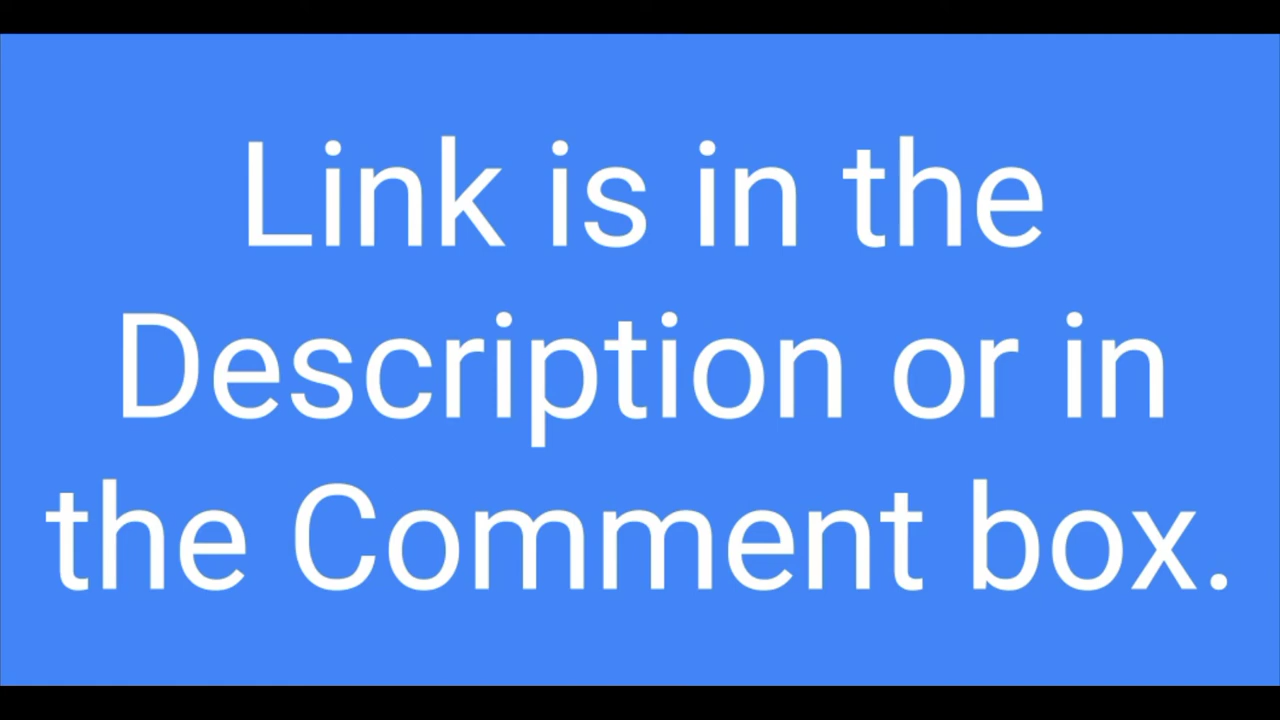 Link is in the
Description or in
the Comment box.